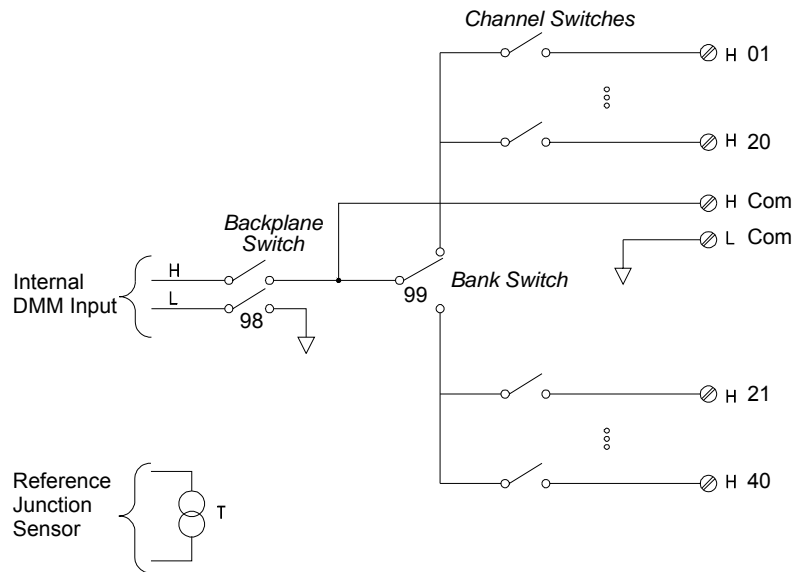 Channel Switches
H 01
H 20
H Com
L Com
Backplane
Switch
Internal
DMM Input
H
L
98
99
Bank Switch
H 21
H 40
Reference
Junction
Sensor
T